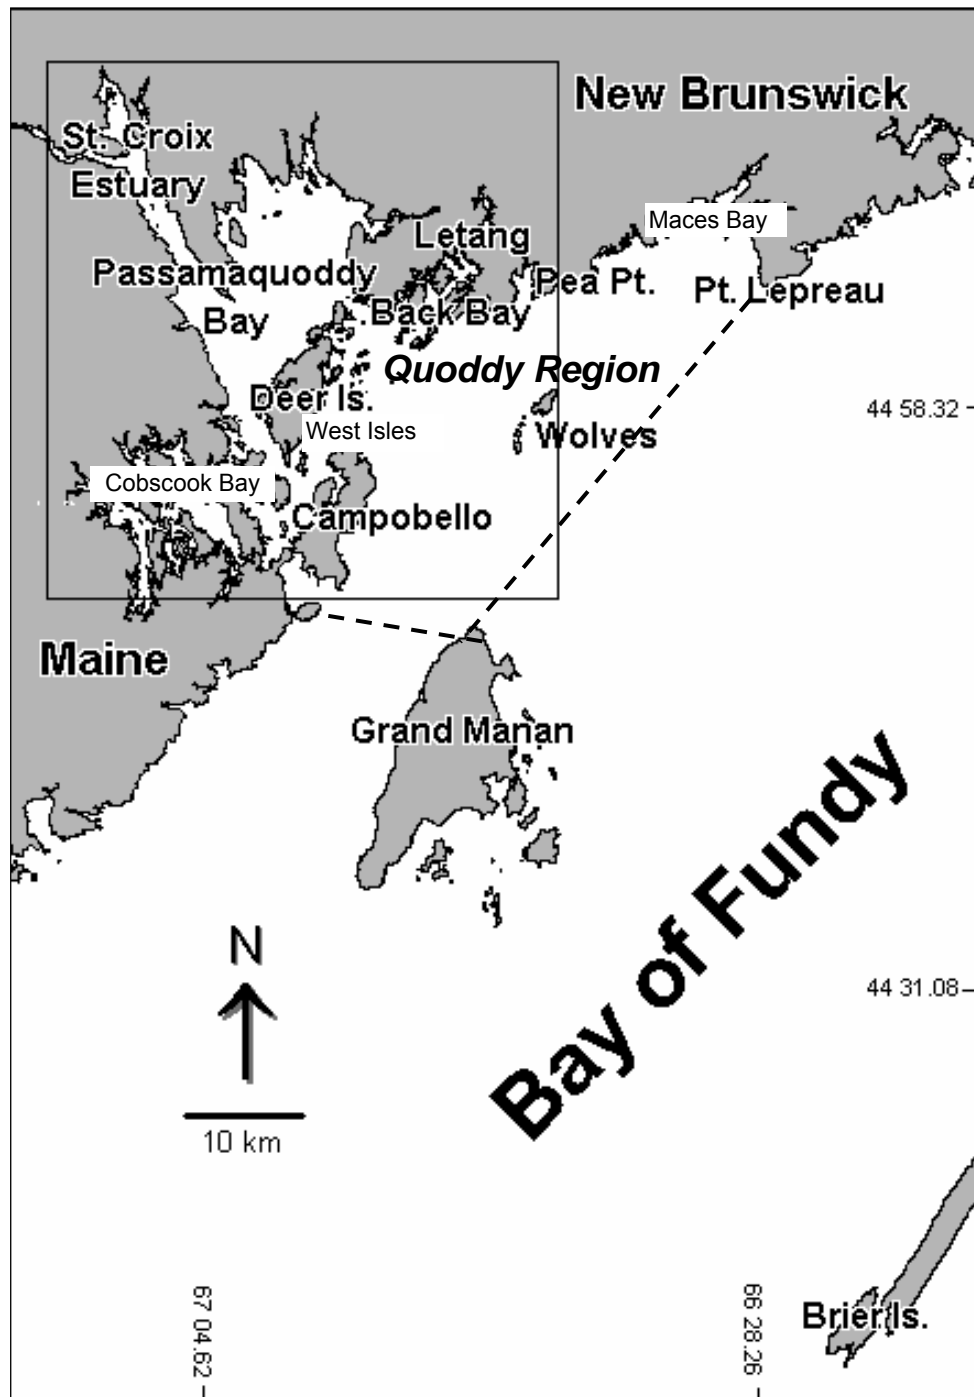 New Brunswick
St. Croix
Estuary
Maces Bay
Letang
Passamaquoddy
Bay
Pea Pt.
Pt. Lepreau
Back Bay
Quoddy Region
Deer Is.
44 58.32
West Isles
Wolves
Cobscook Bay
Campobello
Maine
Grand Manan
Bay of Fundy
N
44 31.08
10 km
67 04.62
66 28.26
Brier Is.